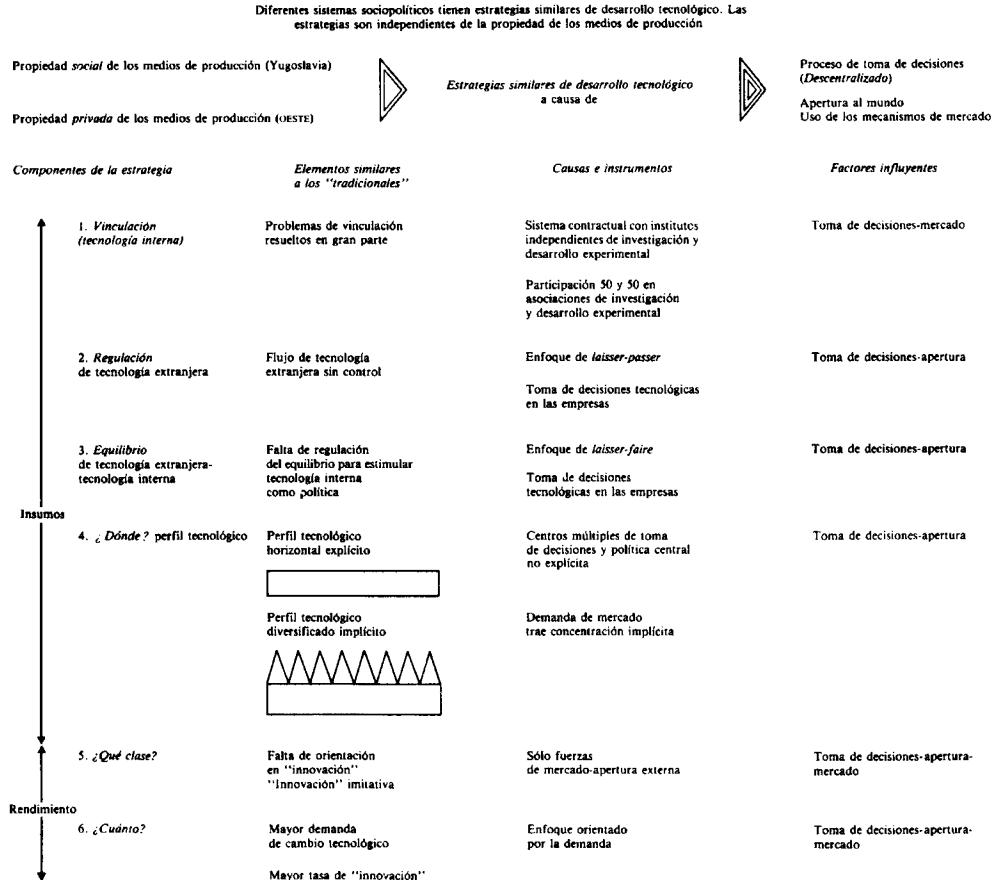 Diferentes sistemas sociopolíticos tienen estrategias similares de desarrollo tecnológico. Las
estrategias son independientes de la propiedad de los medios de producción
Propiedad social de los medios de producción (Yugoslavia)
Propiedad privada de los medios de producción (OESTE)
Estrategias similares de desarrollo tecnológico
a causa de
Proceso de toma de decisiones
(Descentralizado)
Apertura al mundo
Uso de los mecanismos de mercado
Componentes de la estrategia
Elementos similares
a los "tradicionales"
Causas e instrumentos
Factores influyentes
Insumos
1. Vinculación
(tecnología interna)
Problemas de vinculación
resueltos en gran parte
Sistema contractual con institutos
independientes de investigación y
desarrollo experimental
Participación 50 y 50 en
asociaciones de investigación
y desarrollo experimental
Toma de decisiones-mercado
2. Regulación
de tecnología extranjera
Flujo de tecnología
extranjera sin control
Enfoque de laisser-passer
Toma de decisiones tecnológicas
en las empresas
Toma de decisiones-apertura
3. Equilibrio
de tecnología extranjera-
tecnología interna
Falta de regulación
del equilibrio para estimular
tecnología interna
como política
Enfoque de laisser-faire
Toma de decisiones
tecnológicas en las empresas
Toma de decisiones-apertura
4. ¿Dónde? perfil tecnológico
Perfil tecnológico
horizontal explícito
Centros múltiples de toma
de decisiones y política central
no explícita
Toma de decisiones-apertura
Perfil tecnológico
diversificado implícito
Demanda de mercado
trae concentración implícita
Rendimiento
5. ¿Qué clase?
Falta de orientación
en "innovación"
"Innovación" imitativa
Sólo fuerzas
de mercado-apertura externa
Toma de decisiones-apertura-
mercado
6. ¿Cuánto?
Mayor demanda
de cambio tecnológico
Mayor tasa de "innovación"
Enfoque orientado
por la demanda
Toma de decisiones-apertura-
mercado